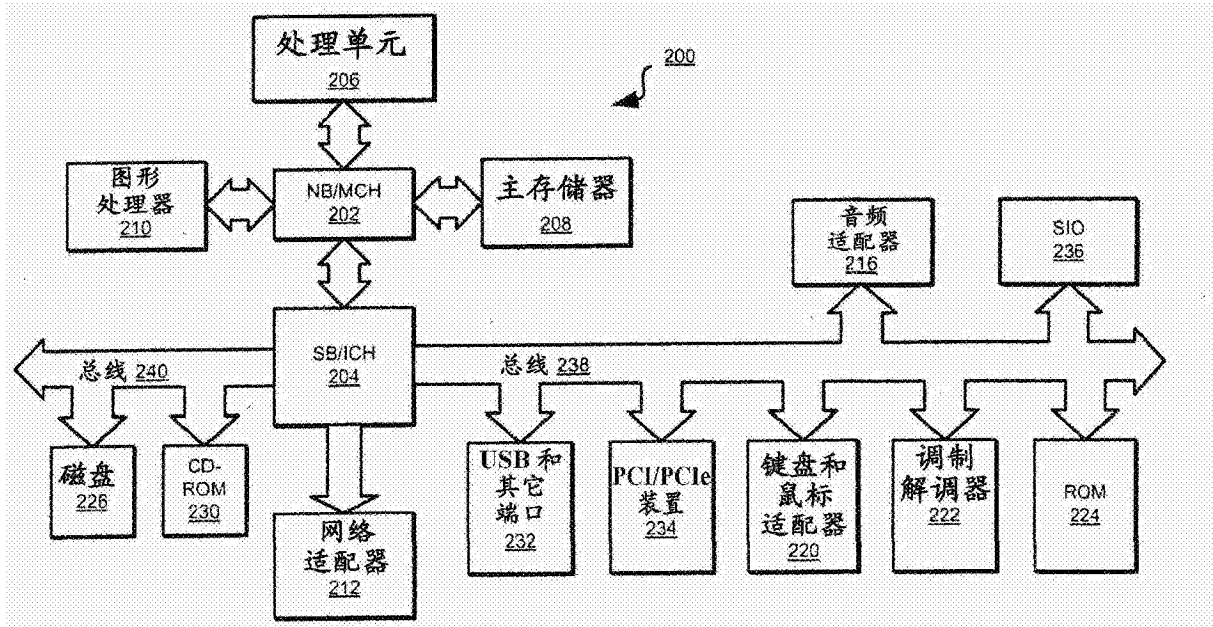 处理单元
206
200
图形
处理器
210
NB/MCH
202
主存储器
208
音频
适配器
216
SIO
236
SB/ICH
204
总线 240
总线 238
磁盘
226
CD-
ROM
230
网络
适配器
212
USB 和
其它
端口
232
PCI/PCIe
装置
234
键盘和
鼠标
适配器
220
调制
解调器
222
ROM
224